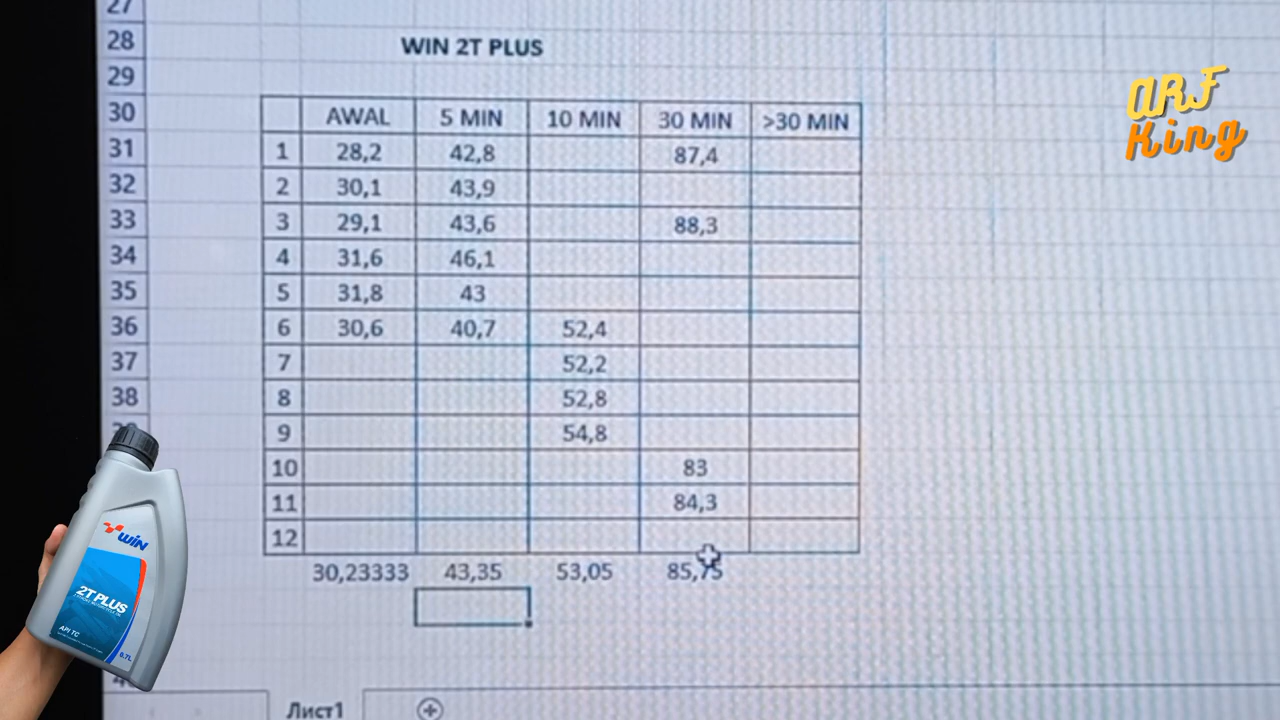 27
28 WIN 2T PLUS
29
30 AWAL 5 MIN 10 MIN 30 MIN >30 MIN
31 1 28,2 42,8 87,4
32 2 30,1 43,9
33 3 29,1 43,6 88,3
34 4 31,6 46,1
35 5 31,8 43
36 6 30,6 40,7 52,4
37 7 52,2
38 8 52,8
9 54,8
10 83
11 84,3
12
30,23333 43,35 53,05 85,75
Лист1
ARF
King
WIN
2T PLUS
API TC
0.7L